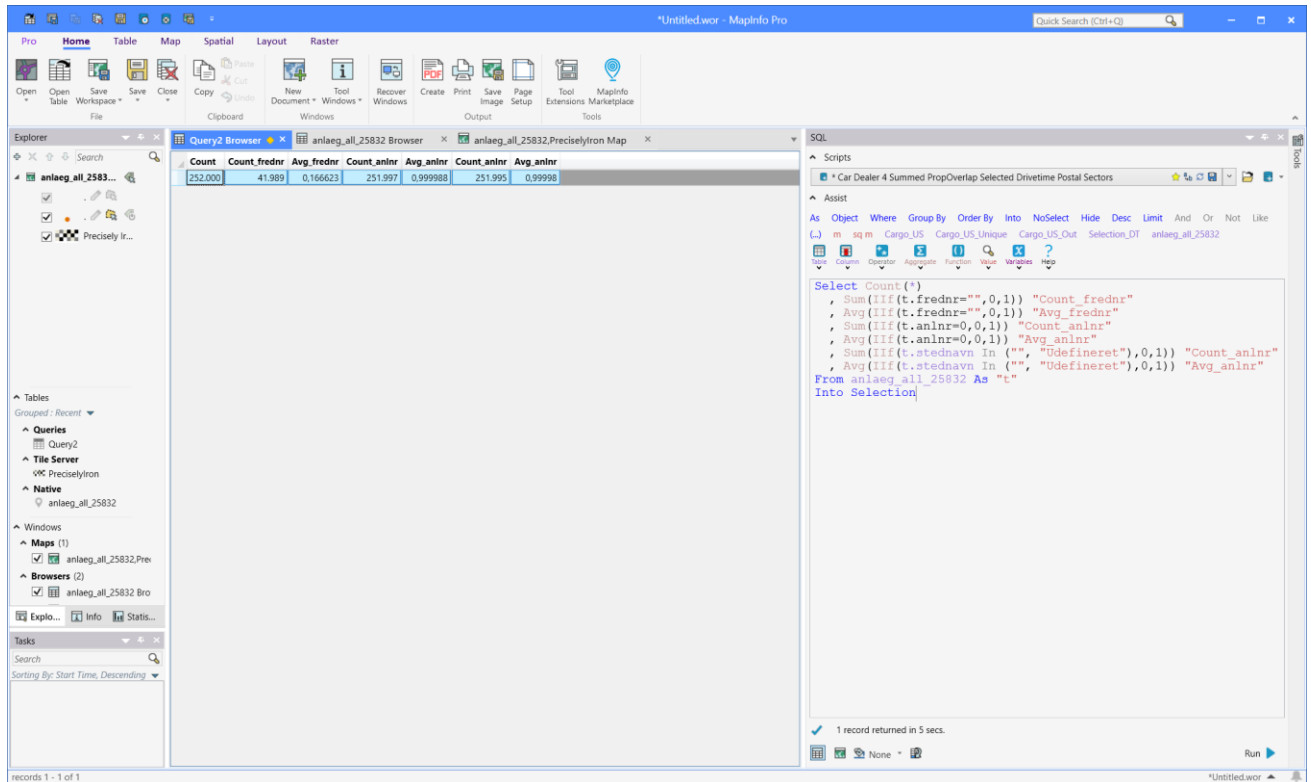 *Untitled.wor - MapInfo Pro
Quick Search (Ctrl+Q)
Pro Home Table Map Spatial Layout Raster
Open
Open Table
Save Workspace
Save
Close
Copy
Paste
Cut
Undo
New Document
Tool Windows
Recover Windows
Create PDF
Print
Save Image
Page Setup
Tool Extensions
MapInfo Marketplace
File Clipboard Windows Output Tools
Explorer
Search
anlaeg_all_2583...
.
.
Precisely Ir...
Tables
Grouped : Recent
Queries
Query2
Tile Server
PreciselyIron
Native
anlaeg_all_25832
Windows
Maps (1)
anlaeg_all_25832,Prec
Browsers (2)
anlaeg_all_25832 Bro
Explo... Info Statis...
Tasks
Search
Sorting By: Start Time, Descending
records 1 - 1 of 1
Query2 Browser anlaeg_all_25832 Browser anlaeg_all_25832,PreciselyIron Map
Count Count_frednr Avg_frednr Count_anlnr Avg_anlnr Count_anlnr Avg_anlnr
252.000 41.989 0,166623 251.997 0,999988 251.995 0,99998
SQL
Scripts
* Car Dealer 4 Summed PropOverlap Selected Drivetime Postal Sectors
Assist
As Object Where Group By Order By Into NoSelect Hide Desc Limit And Or Not Like
(...) m sq m Cargo_US Cargo_US_Unique Cargo_US_Out Selection_DT anlaeg_all_25832
Table Column Operator Aggregate Function Value Variables Help
Select Count(*)
, Sum(IIf(t.frednr="",0,1)) "Count_frednr"
, Avg(IIf(t.frednr="",0,1)) "Avg_frednr"
, Sum(IIf(t.anlnr=0,0,1)) "Count_anlnr"
, Avg(IIf(t.anlnr=0,0,1)) "Avg_anlnr"
, Sum(IIf(t.stednavn In ("", "Udefineret"),0,1)) "Count_anlnr"
, Avg(IIf(t.stednavn In ("", "Udefineret"),0,1)) "Avg_anlnr"
From anlaeg_all_25832 As "t"
Into Selection
1 record returned in 5 secs.
None
Run
*Untitled.wor
Tools